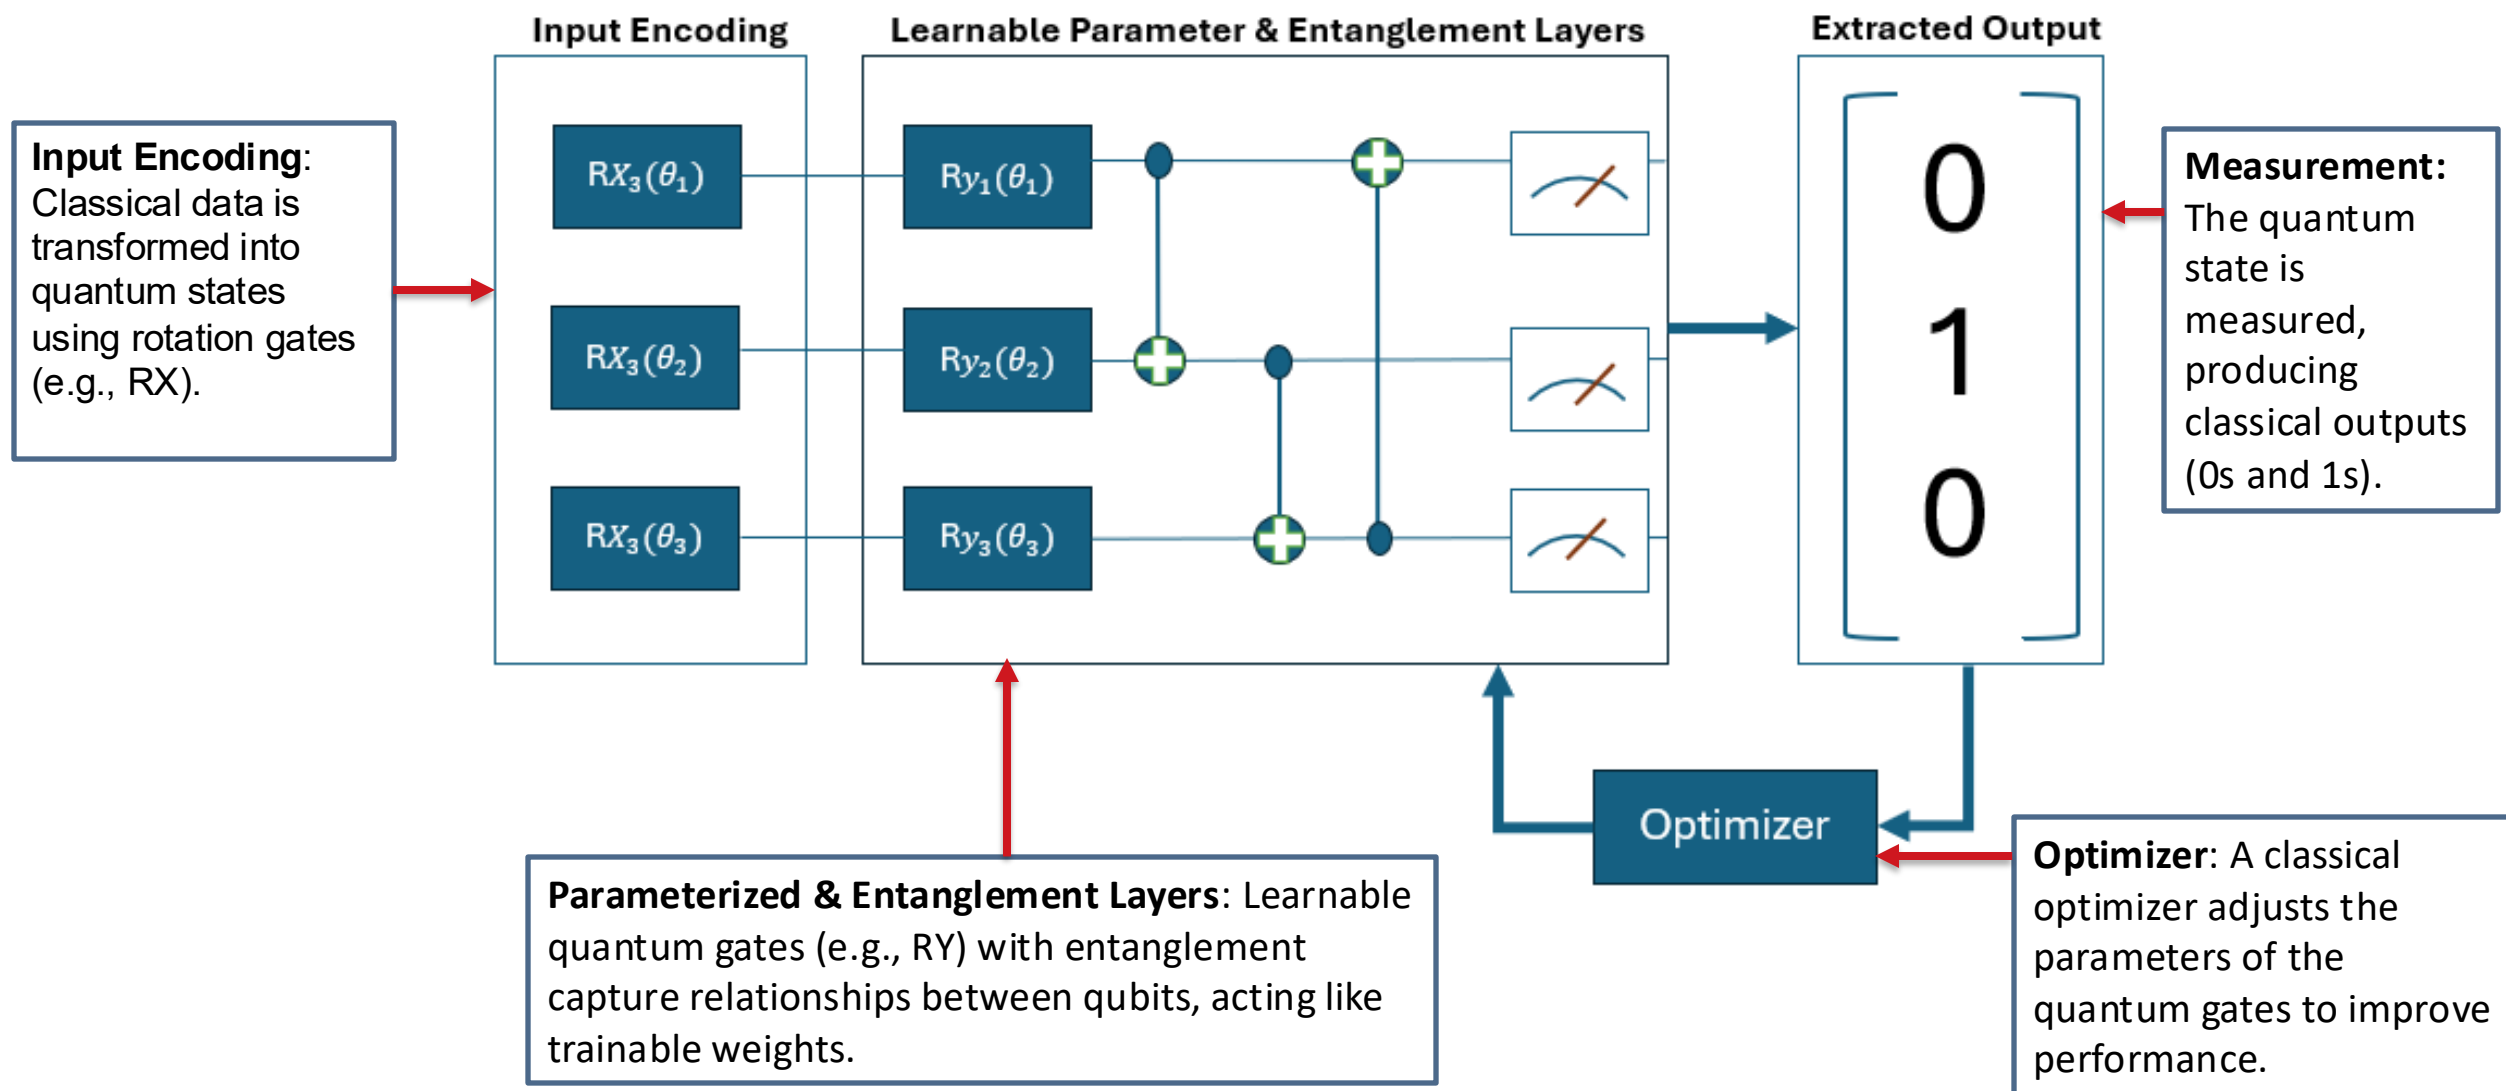 Input Encoding
Learnable Parameter & Entanglement Layers
Extracted Output
Input Encoding:
Classical data is
transformed into
quantum states
using rotation gates
(e.g., RX).
RX₃(θ₁)
RX₃(θ₂)
RX₃(θ₃)
Ry₁(θ₁)
Ry₂(θ₂)
Ry₃(θ₃)
0
1
0
Measurement:
The quantum
state is
measured,
producing
classical outputs
(0s and 1s).
Optimizer
Parameterized & Entanglement Layers: Learnable
quantum gates (e.g., RY) with entanglement
capture relationships between qubits, acting like
trainable weights.
Optimizer: A classical
optimizer adjusts the
parameters of the
quantum gates to improve
performance.